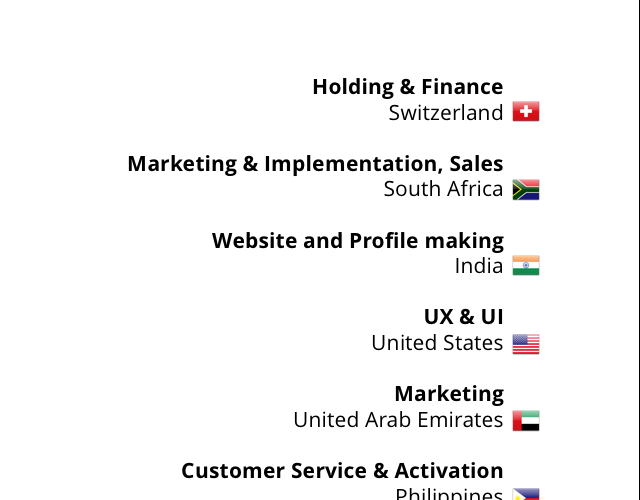 Holding & Finance
Switzerland
Marketing & Implementation, Sales
South Africa
Website and Profile making
India
UX & UI
United States
Marketing
United Arab Emirates
Customer Service & Activation
Philippines